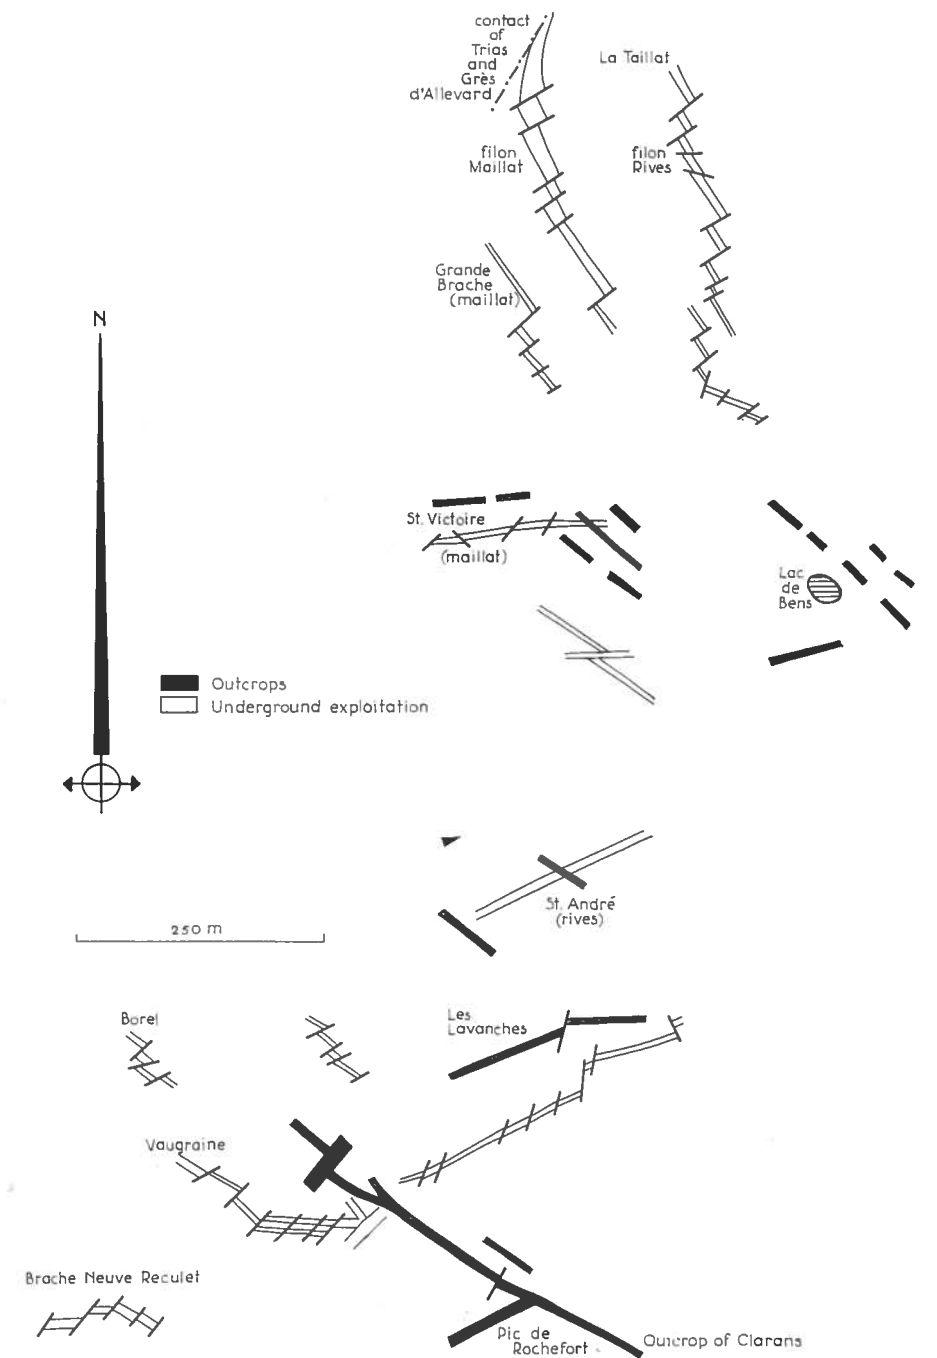 contact
of
Trias
and
Grès
d'Allevard
La Taillat
filon
Maillat
filon
Rives
Grande
Brache
(maillat)
N
St. Victoire
(maillat)
Lac
de
Bens
Outcrops
Underground exploitation
St. André
(rives)
250 m
Borel
Les
Lavanches
Vaugraine
Brache Neuve Reculet
Pic de
Rochefort
Outcrop of Clarans